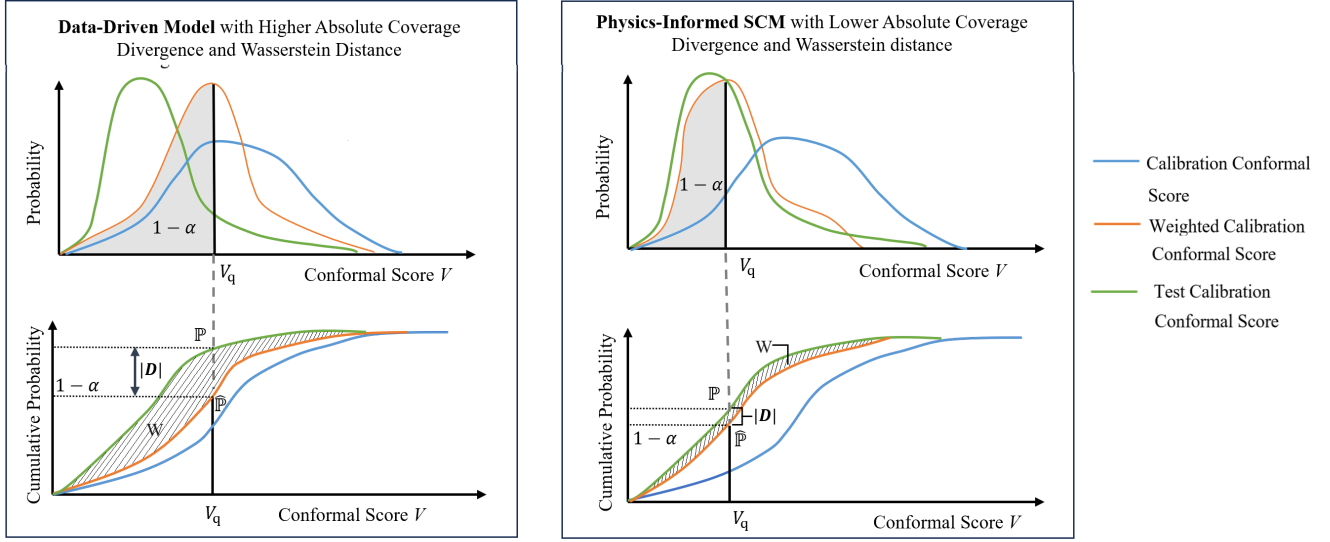 Data-Driven Model with Higher Absolute Coverage
Divergence and Wasserstein Distance
Probability
1 − α
V_q
Conformal Score V
Cumulative Probability
ℙ
|D|
1 − α
ℙ̂
W
V_q
Conformal Score V
Physics-Informed SCM with Lower Absolute Coverage
Divergence and Wasserstein distance
Probability
1 − α
V_q
Conformal Score V
Cumulative Probability
W
ℙ
|D|
1 − α
ℙ̂
V_q
Conformal Score V
Calibration Conformal
Score
Weighted Calibration
Conformal Score
Test Calibration
Conformal Score